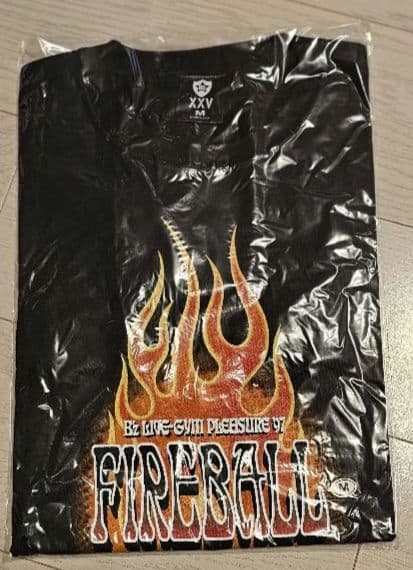 XXV
M
B'z LIVE-GYM PLEASURE '97
FIREBALL
M